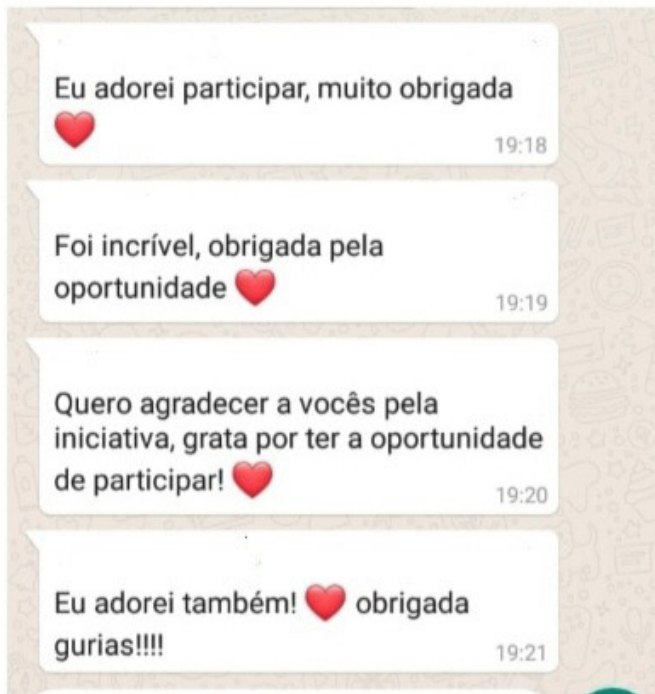 Eu adorei participar, muito obrigada
❤️
19:18
Foi incrível, obrigada pela
oportunidade ❤️
19:19
Quero agradecer a vocês pela
iniciativa, grata por ter a oportunidade
de participar! ❤️
19:20
Eu adorei também! ❤️ obrigada
gurias!!!!
19:21